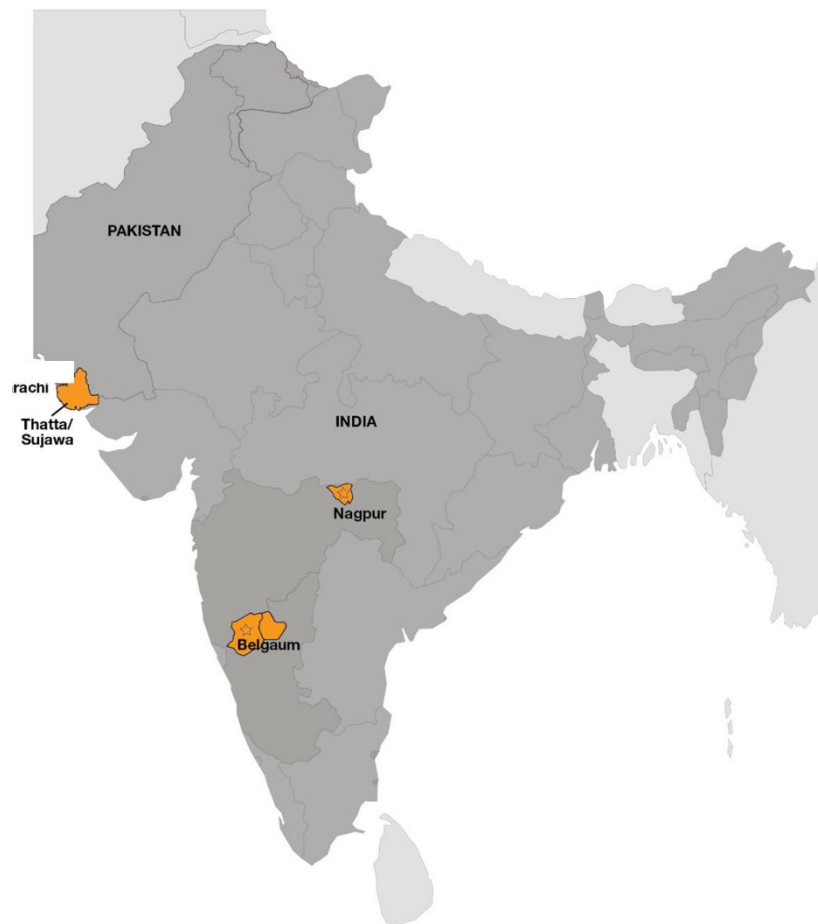 PAKISTAN
rachi
Thatta/
Sujawa
INDIA
Nagpur
Belgaum